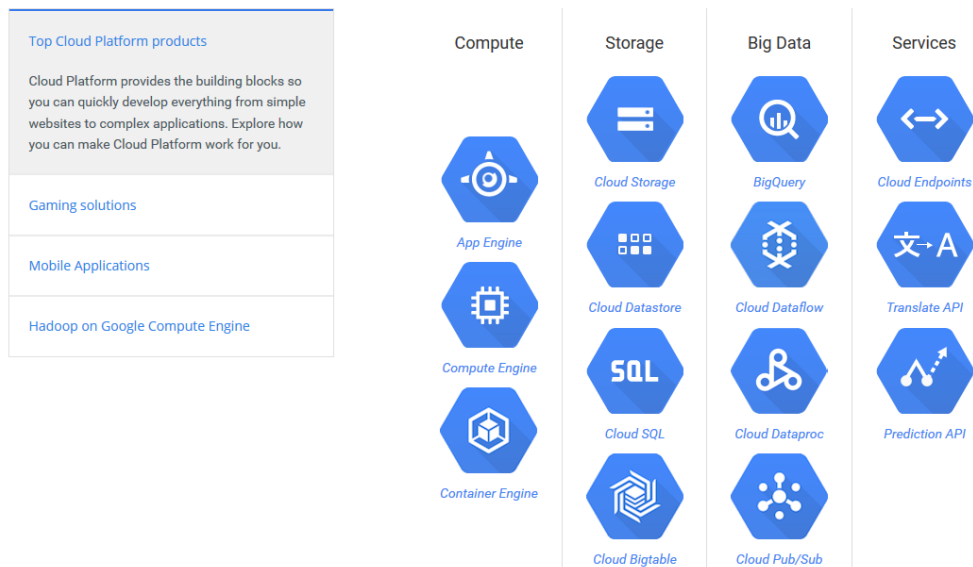 Top Cloud Platform products
Cloud Platform provides the building blocks so
you can quickly develop everything from simple
websites to complex applications. Explore how
you can make Cloud Platform work for you.
Gaming solutions
Mobile Applications
Hadoop on Google Compute Engine
Compute
App Engine
Compute Engine
Container Engine
Storage
Cloud Storage
Cloud Datastore
SQL
Cloud SQL
Cloud Bigtable
Big Data
BigQuery
Cloud Dataflow
Cloud Dataproc
Cloud Pub/Sub
Services
Cloud Endpoints
文→A
Translate API
Prediction API